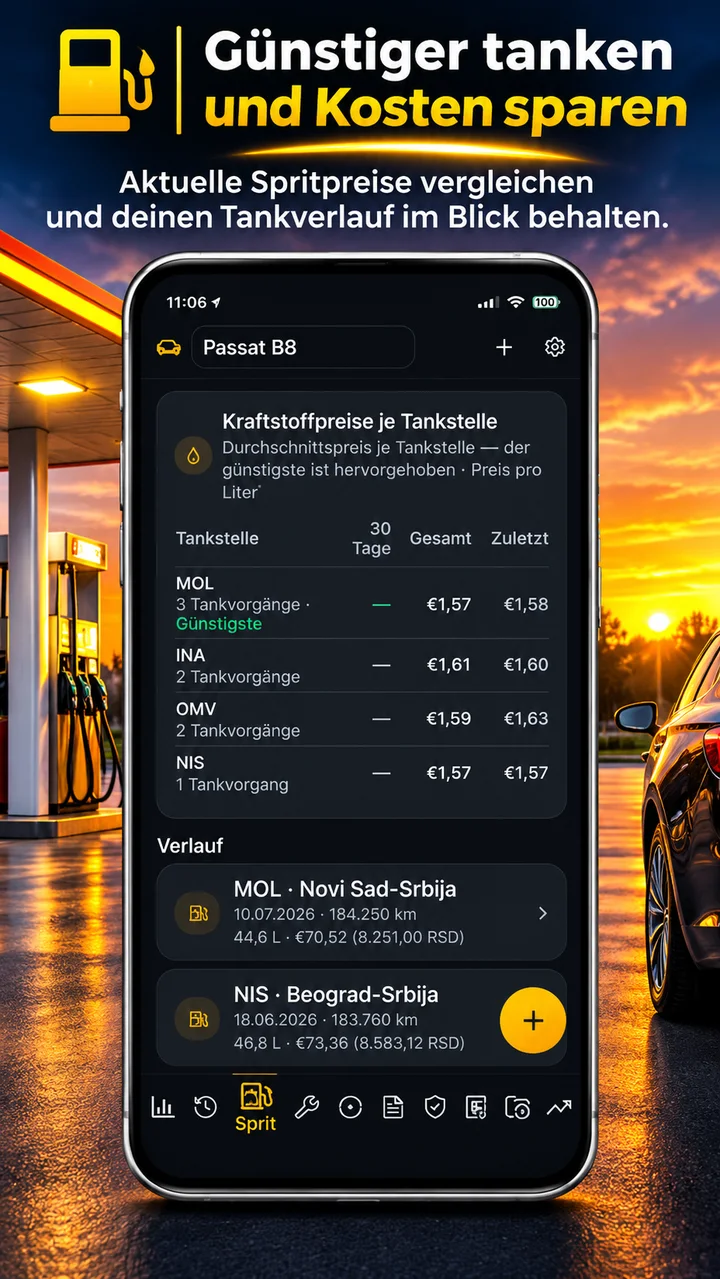 Günstiger tanken
und Kosten sparen
Aktuelle Spritpreise vergleichen
und deinen Tankverlauf im Blick behalten.
11:06
100
Passat B8
Kraftstoffpreise je Tankstelle
Durchschnittspreis je Tankstelle — der
günstigste ist hervorgehoben · Preis pro
Liter
Tankstelle 30 Tage Gesamt Zuletzt
MOL
3 Tankvorgänge · — €1,57 €1,58
Günstigste
INA
2 Tankvorgänge — €1,61 €1,60
OMV
2 Tankvorgänge — €1,59 €1,63
NIS
1 Tankvorgang — €1,57 €1,57
Verlauf
MOL · Novi Sad-Srbija
10.07.2026 · 184.250 km
44,6 L · €70,52 (8.251,00 RSD)
NIS · Beograd-Srbija
18.06.2026 · 183.760 km
46,8 L · €73,36 (8.583,12 RSD)
Sprit